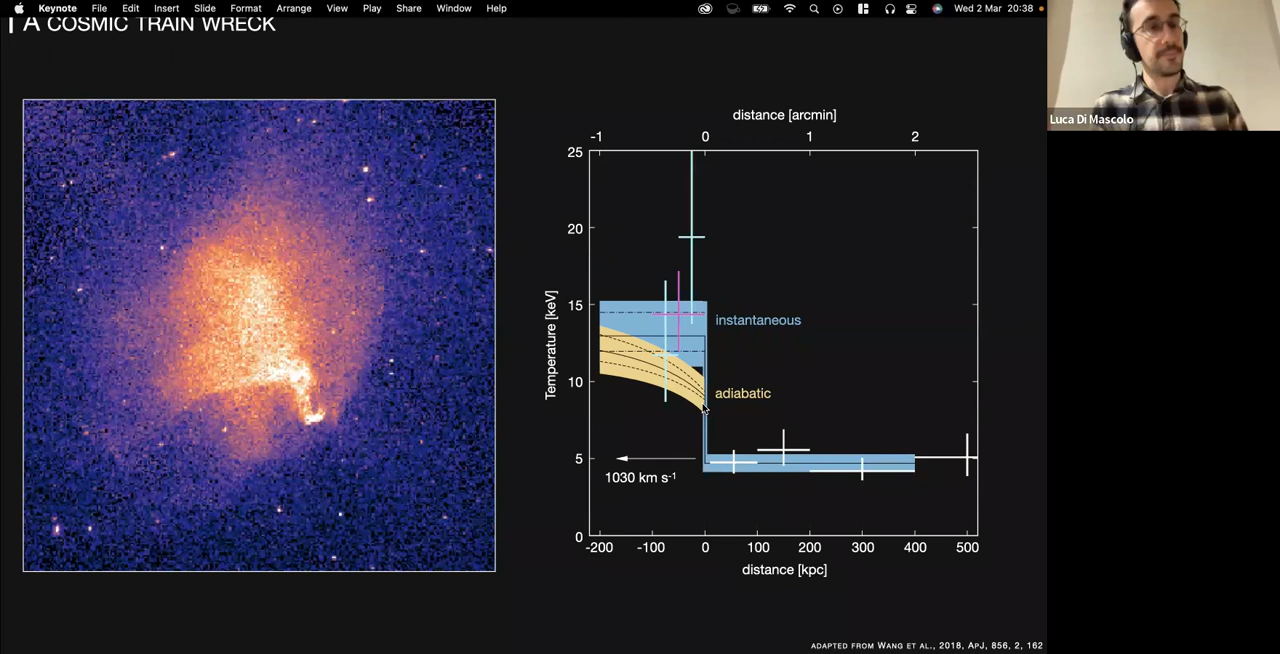 Keynote File Edit Insert Slide Format Arrange View Play Share Window Help
Wed 2 Mar 20:38
| A COSMIC TRAIN WRECK
Luca Di Mascolo
distance [arcmin]
-1 0 1 2
25
20
15
10
5
0
Temperature [keV]
instantaneous
adiabatic
1030 km s-1
-200 -100 0 100 200 300 400 500
distance [kpc]
ADAPTED FROM WANG ET AL., 2018, APJ, 856, 2, 162